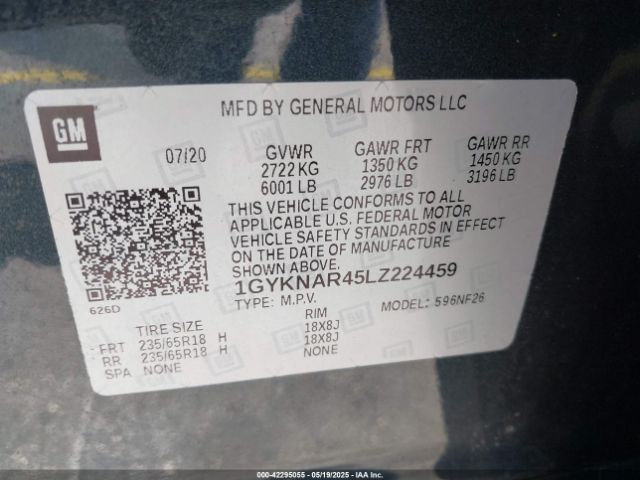 MFD BY GENERAL MOTORS LLC
GM
07/20
GVWR GAWR FRT GAWR RR
2722 KG 1350 KG 1450 KG
6001 LB 2976 LB 3196 LB
THIS VEHICLE CONFORMS TO ALL
APPLICABLE U.S. FEDERAL MOTOR
VEHICLE SAFETY STANDARDS IN EFFECT
ON THE DATE OF MANUFACTURE
SHOWN ABOVE.
1GYKNAR45LZ224459
626D
TYPE: M.P.V. MODEL: 596NF26
TIRE SIZE RIM
FRT 235/65R18 H 18X8J
RR 235/65R18 H 18X8J
SPA NONE NONE
000-42295055 - 05/19/2025 - IAAI.com